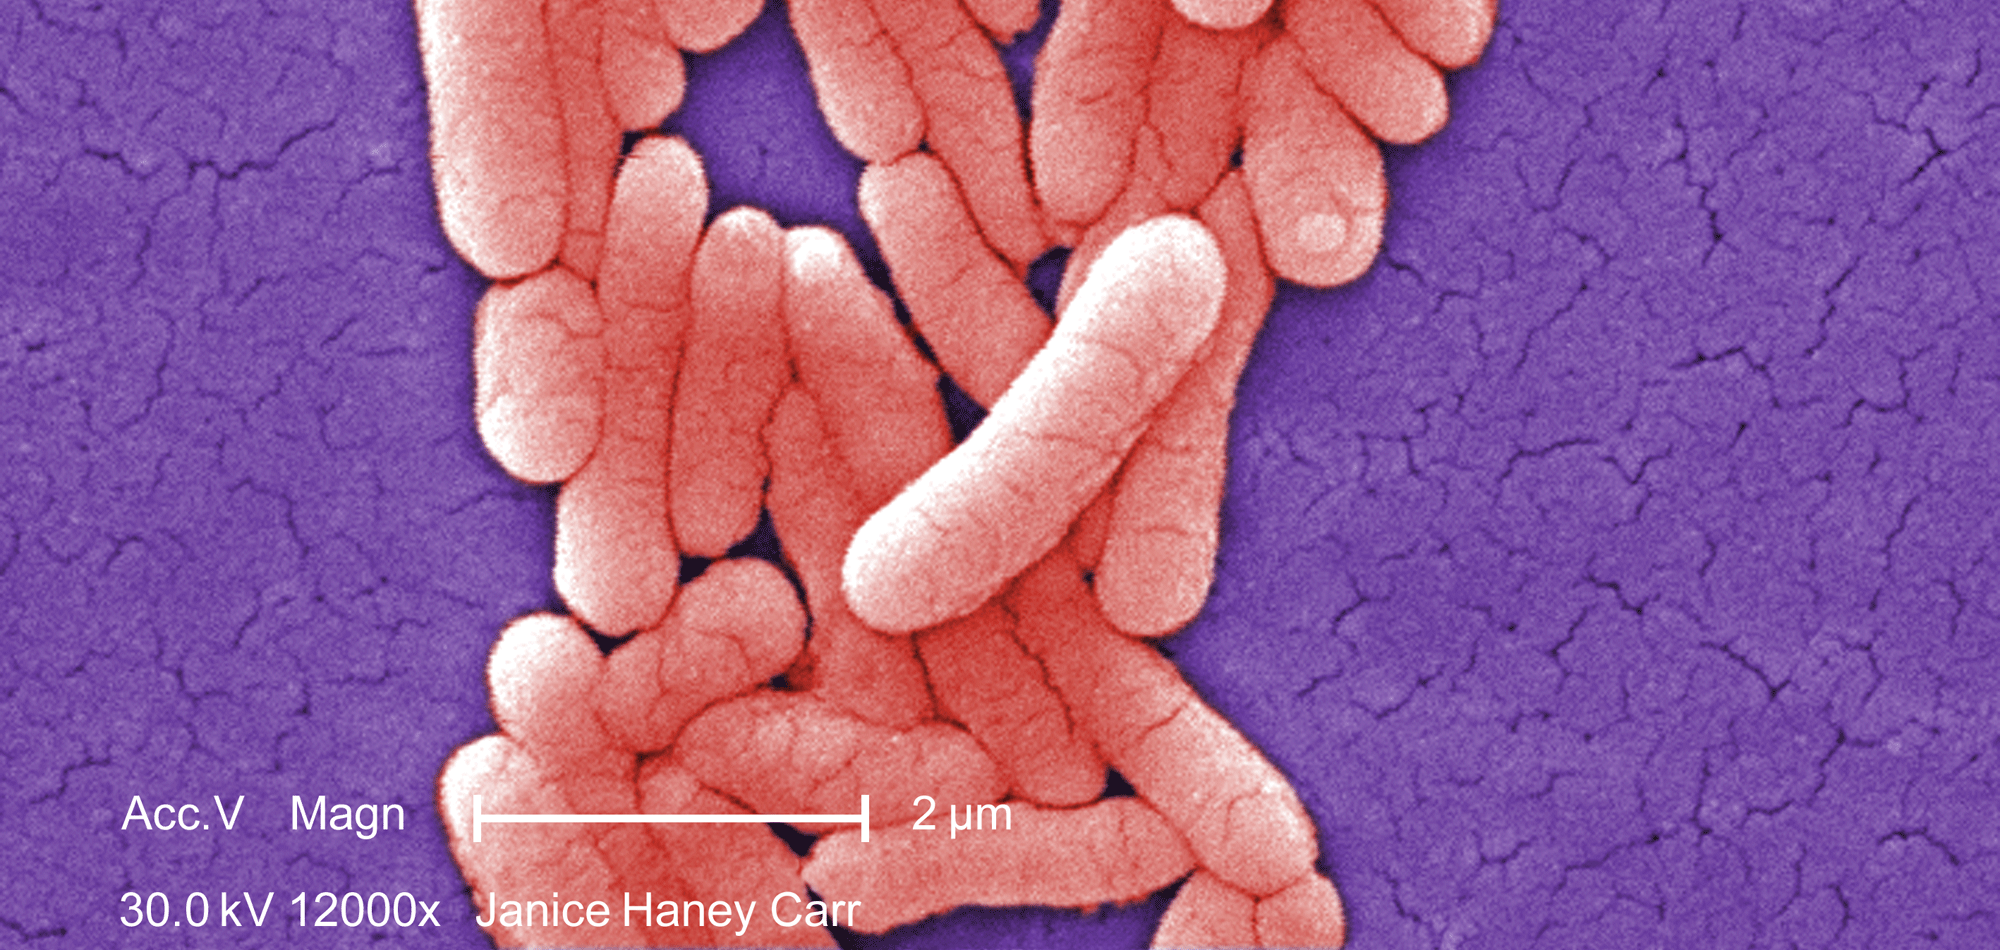 Acc.V Magn 2 µm
30.0 kV 12000x Janice Haney Carr